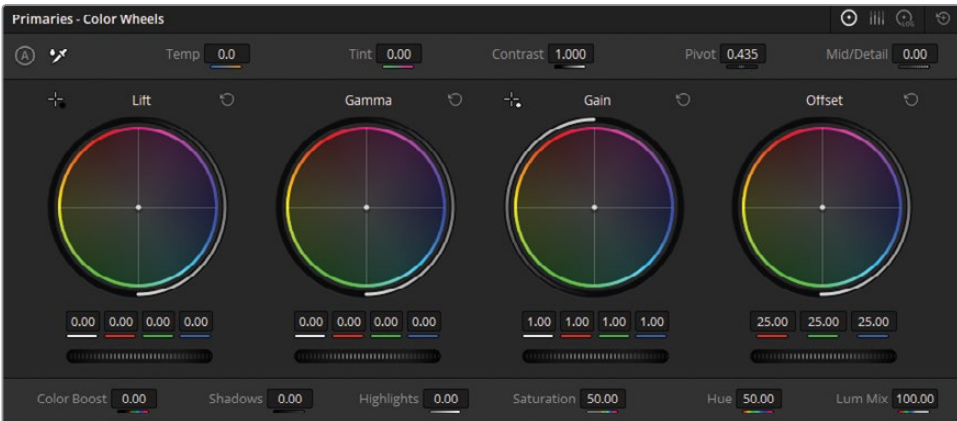 Primaries - Color Wheels
A Temp 0.0 Tint 0.00 Contrast 1.000 Pivot 0.435 Mid/Detail 0.00
Lift Gamma Gain Offset
0.00 0.00 0.00 0.00 0.00 0.00 0.00 0.00 1.00 1.00 1.00 1.00 25.00 25.00 25.00
Color Boost 0.00 Shadows 0.00 Highlights 0.00 Saturation 50.00 Hue 50.00 Lum Mix 100.00